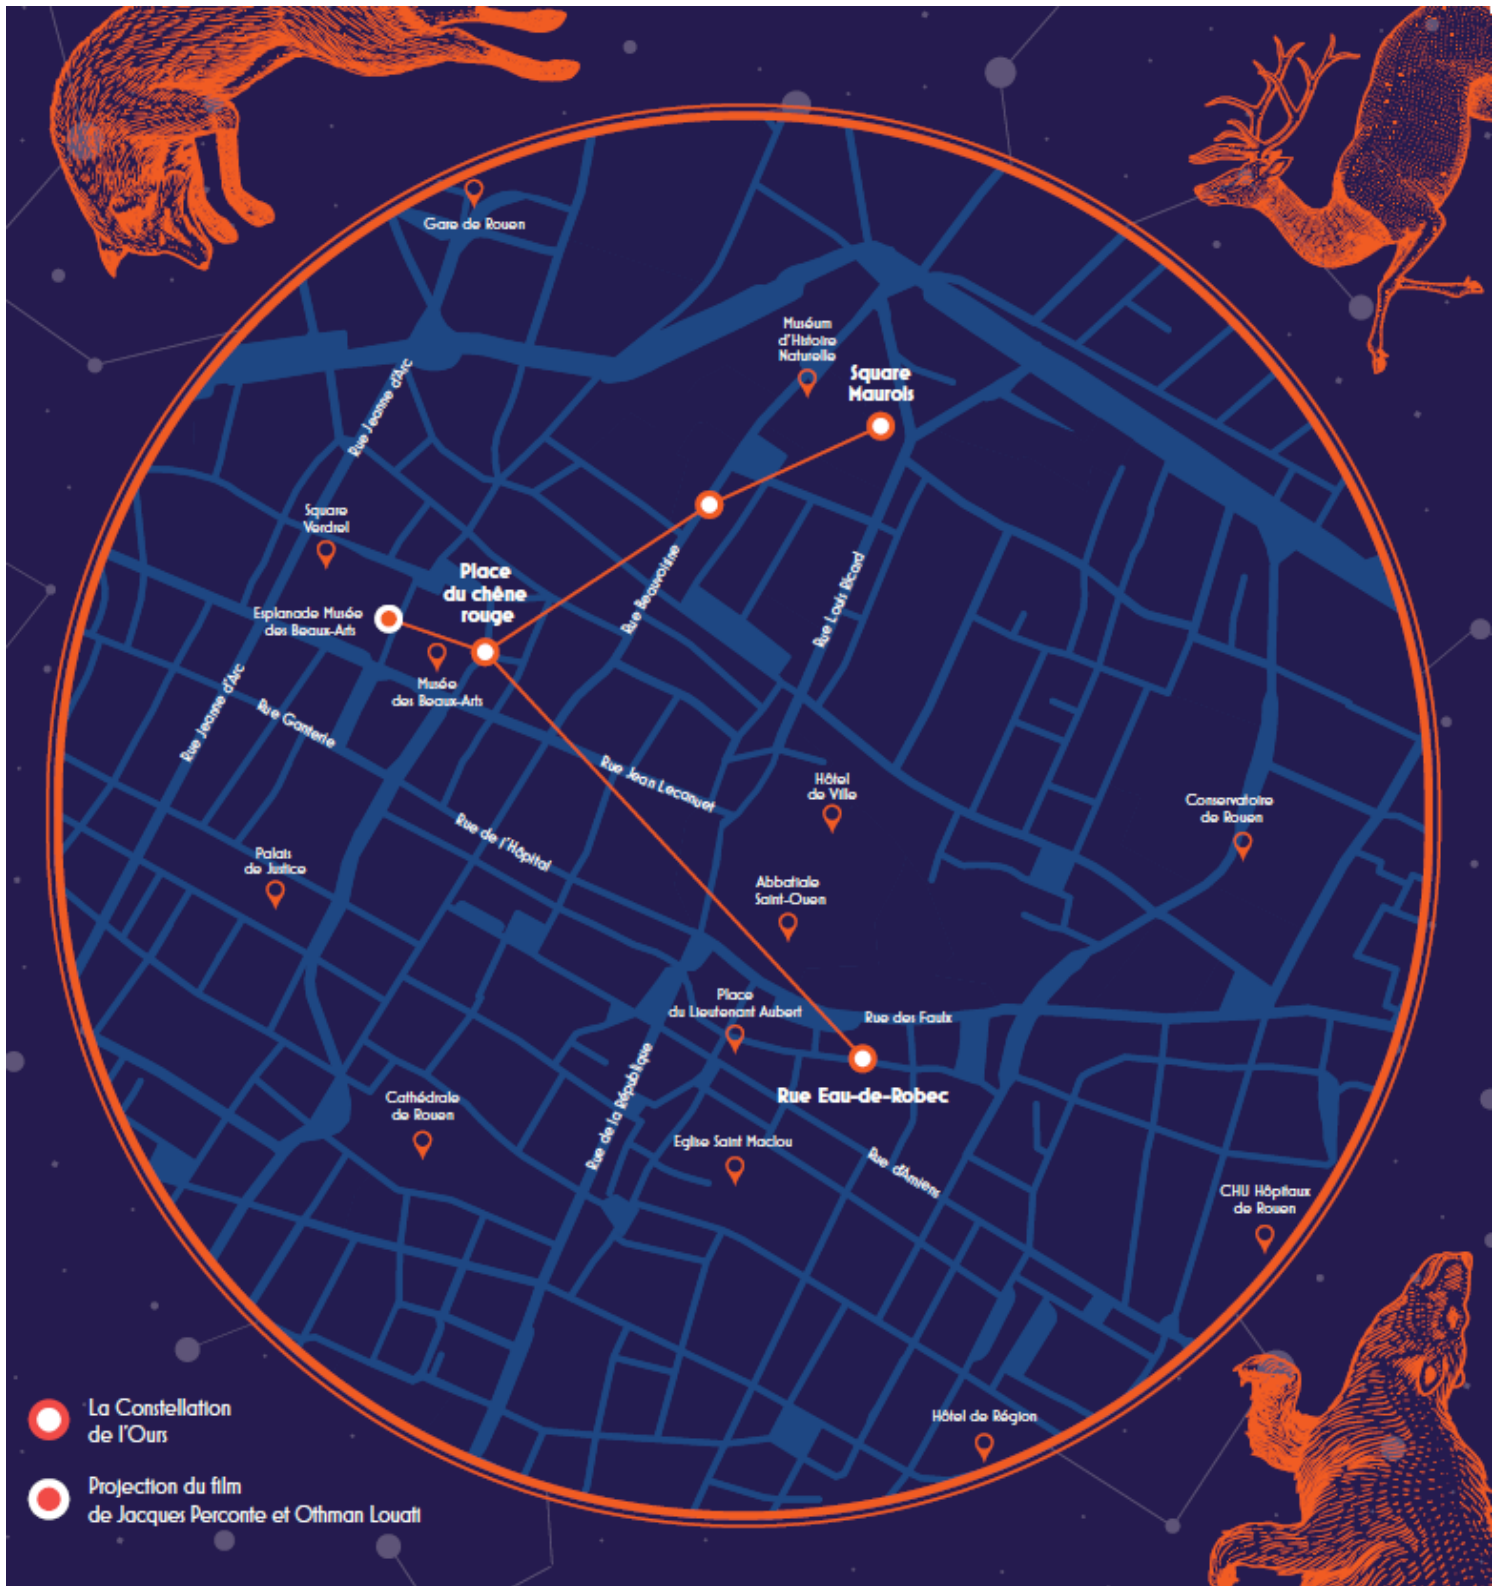 Gare de Rouen
Muséum
d'Histoire
Naturelle
Square
Maurois
Rue Jeanne d'Arc
Square
Verdrel
Place
du chêne
rouge
Rue Beauvoisine
Rue Louis Ricard
Esplanade Musée
des Beaux-Arts
Musée
des Beaux-Arts
Rue Jeanne d'Arc
Rue Ganterie
Rue Jean Lecanuet
Hôtel
de Ville
Conservatoire
de Rouen
Rue de l'Hôpital
Palais
de Justice
Abbatiale
Saint-Ouen
Place
du Lieutenant Aubert
Rue des Faulx
Rue de la République
Rue Eau-de-Robec
Cathédrale
de Rouen
Eglise Saint Maclou
Rue d'Amiens
CHU Hôpitaux
de Rouen
Hôtel de Région
La Constellation
de l'Ours
Projection du film
de Jacques Perconte et Othman Louati